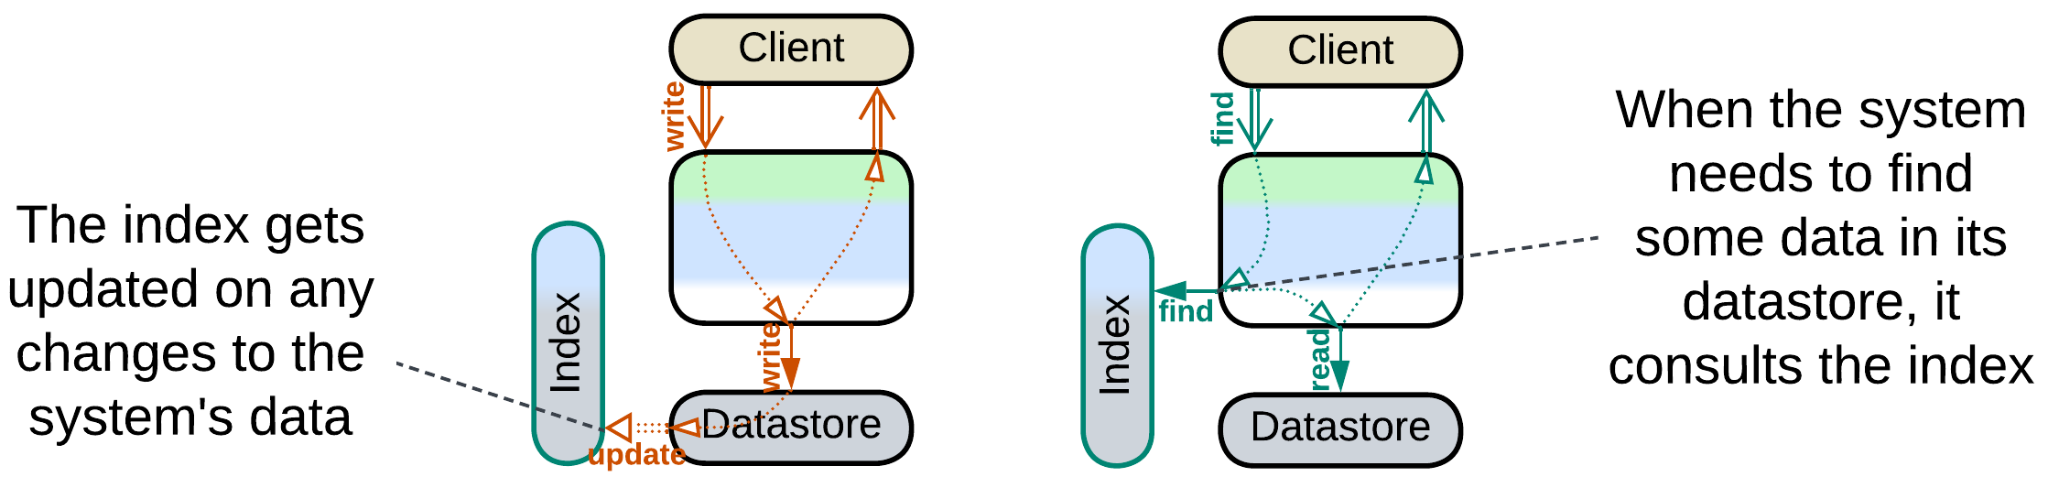 The index gets
updated on any
changes to the
system's data
Client
write
Index
write
Datastore
update
Client
find
Index
find
read
Datastore
When the system
needs to find
some data in its
datastore, it
consults the index